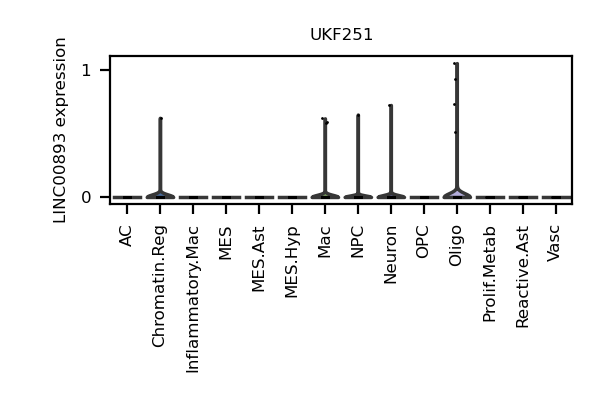 UKF251
LINC00893 expression
1
0
AC
Chromatin.Reg
Inflammatory.Mac
MES
MES.Ast
MES.Hyp
Mac
NPC
Neuron
OPC
Oligo
Prolif.Metab
Reactive.Ast
Vasc